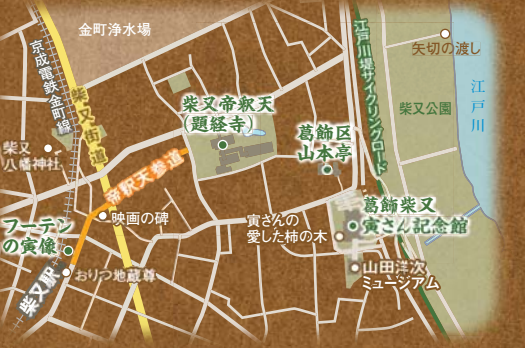 金町浄水場
京成電鉄金町線
柴又街道
柴又
八幡神社
柴又帝釈天
(題経寺)
帝釈天参道
葛飾区
山本亭
江戸川堤サイクリングロード
矢切の渡し
江戸川
柴又公園
フーテン
の寅像
映画の碑
おりつ地蔵尊
柴又駅
寅さんの
愛した柿の木
葛飾柴又
寅さん記念館
山田洋次
ミュージアム